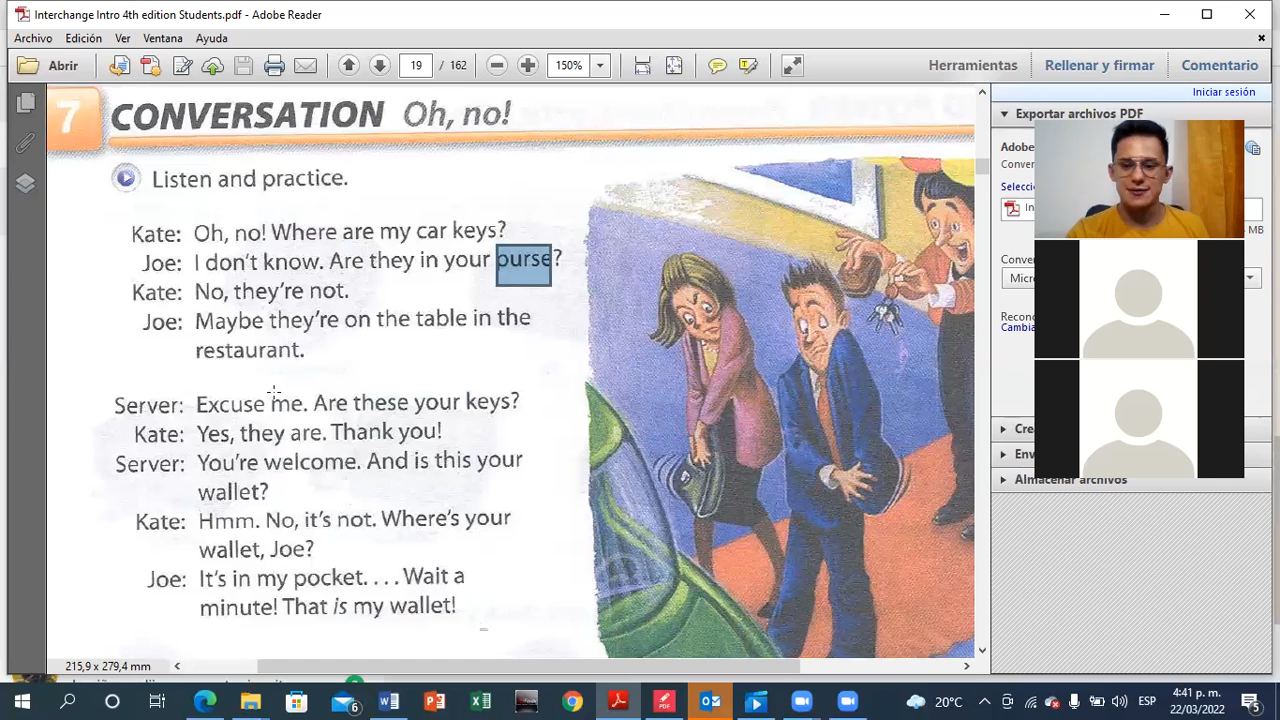 Interchange Intro 4th edition Students.pdf - Adobe Reader
Archivo Edición Ver Ventana Ayuda
Abrir 19 / 162 150% Herramientas Rellenar y firmar Comentario
Iniciar sesión
Exportar archivos PDF
7 CONVERSATION Oh, no!
Listen and practice.
Kate: Oh, no! Where are my car keys?
Joe: I don't know. Are they in your purse?
Kate: No, they're not.
Joe: Maybe they're on the table in the
restaurant.
Server: Excuse me. Are these your keys?
Kate: Yes, they are. Thank you!
Server: You're welcome. And is this your
wallet?
Kate: Hmm. No, it's not. Where's your
wallet, Joe?
Joe: It's in my pocket. . . . Wait a
minute! That is my wallet!
Almacenar archivos
215,9 x 279,4 mm
6
20°C ESP 4:41 p. m.
22/03/2022 5